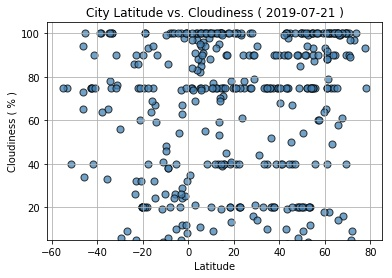 City Latitude vs. Cloudiness ( 2019-07-21 )
100
80
60
40
20
Cloudiness ( % )
−60 −40 −20 0 20 40 60 80
Latitude